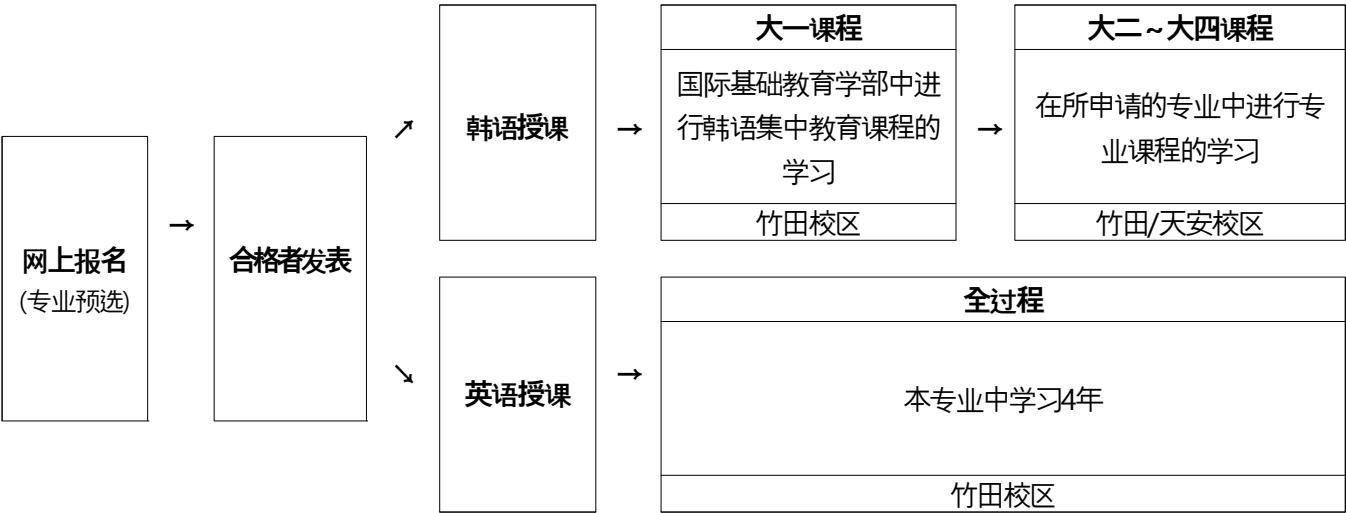 网上报名
(专业预选)
→
合格者发表
↗
韩语授课
→
大一课程
国际基础教育学部中进
行韩语集中教育课程的
学习
竹田校区
→
大二~大四课程
在所申请的专业中进行专
业课程的学习
竹田/天安校区
↘
英语授课
→
全过程
本专业中学习4年
竹田校区